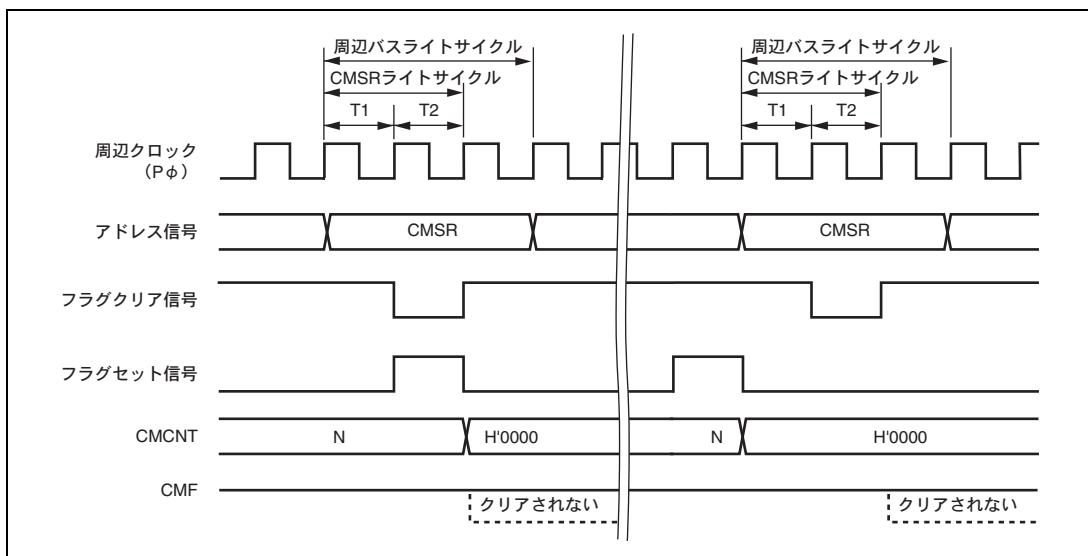 周辺バスライトサイクル
周辺バスライトサイクル
CMSRライトサイクル
CMSRライトサイクル
T1 T2
T1 T2
周辺クロック
(Pφ)
アドレス信号
CMSR
CMSR
フラグクリア信号
フラグセット信号
CMCNT
N
H'0000
N
H'0000
CMF
クリアされない
クリアされない